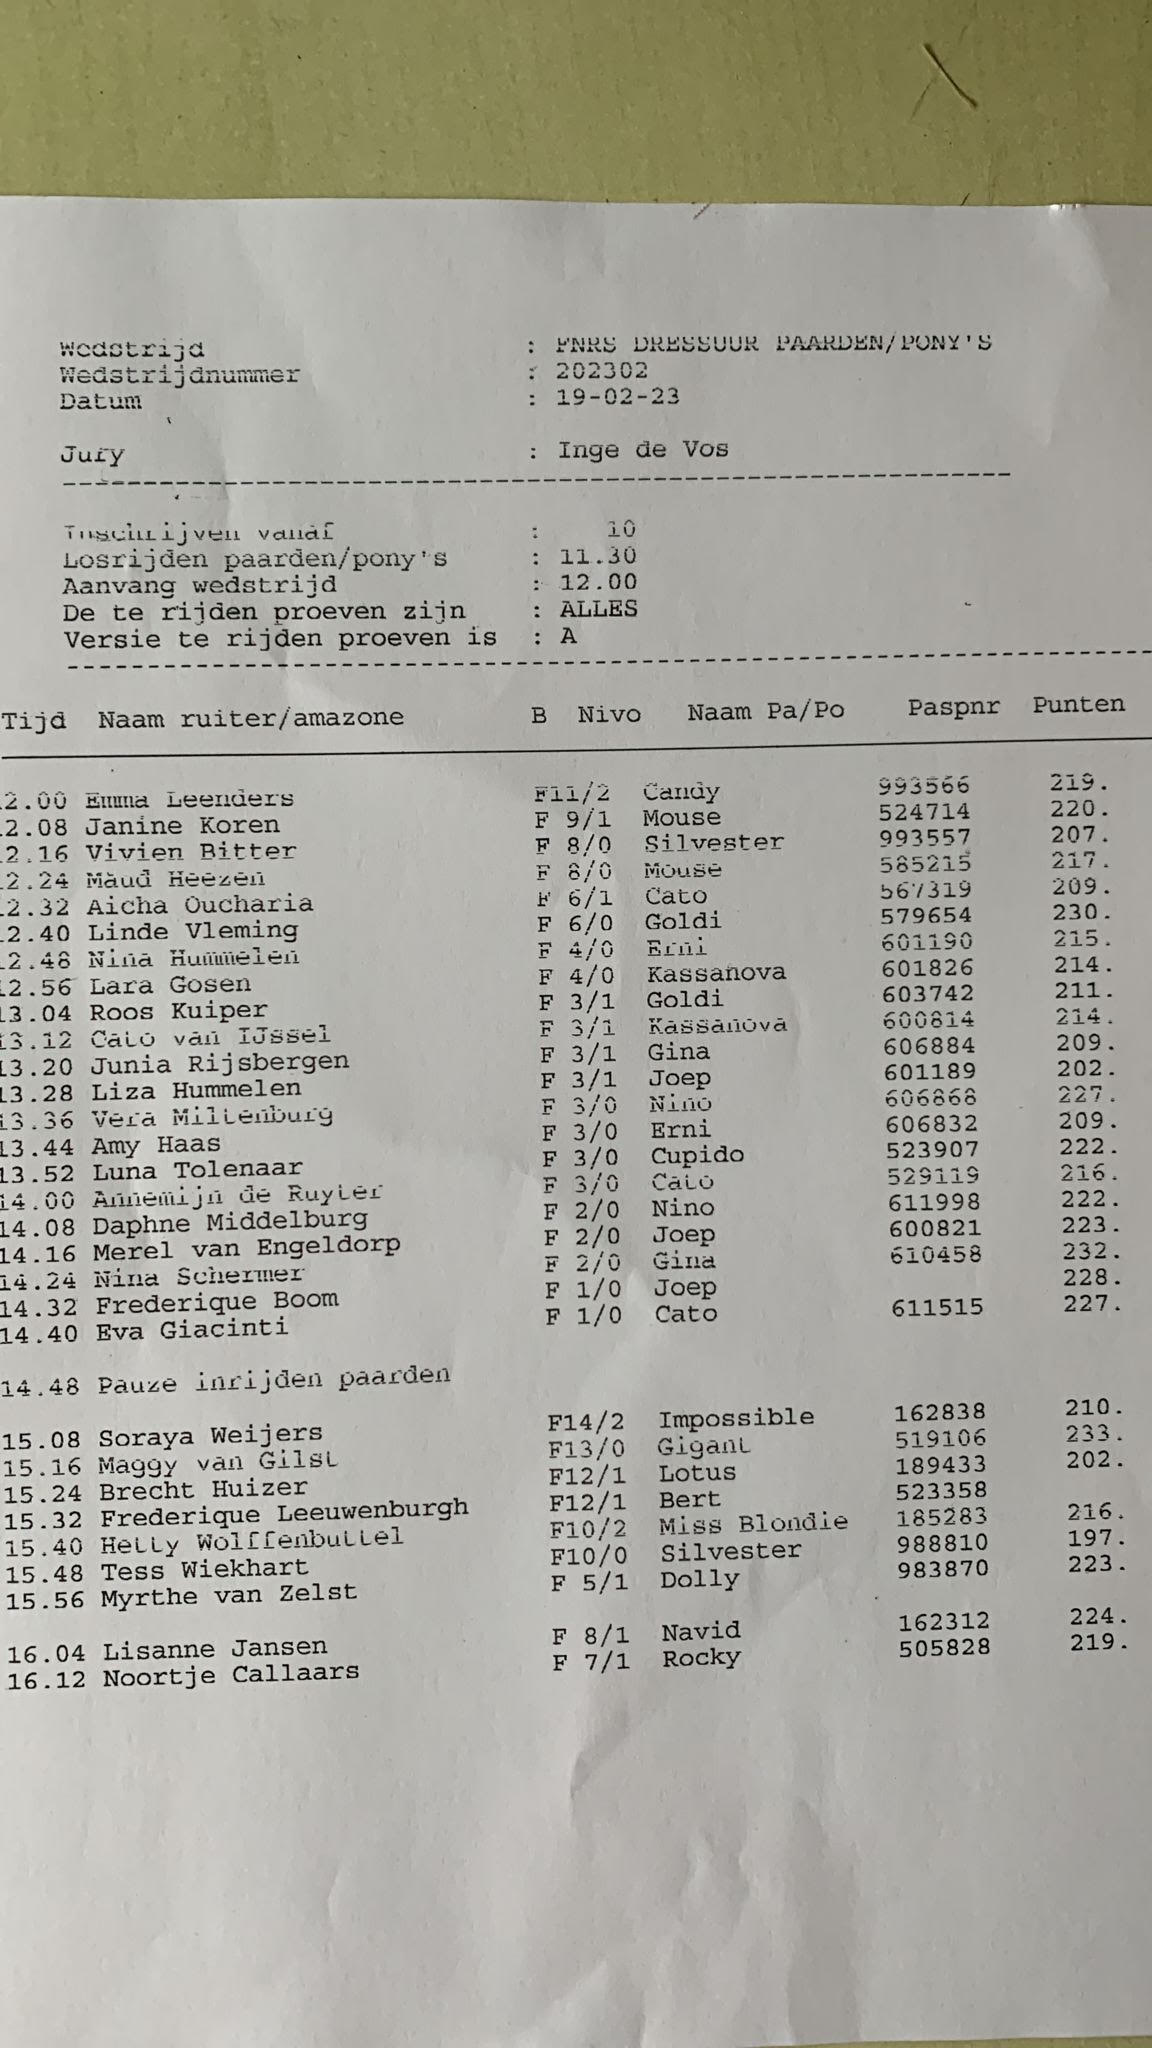 Wedstrijd : FNRS DRESSUUR PAARDEN/PONY'S
Wedstrijdnummer : 202302
Datum : 19-02-23
Jury : Inge de Vos
Inschrijven vanaf : 10
Losrijden paarden/pony's : 11.30
Aanvang wedstrijd : 12.00
De te rijden proeven zijn : ALLES
Versie te rijden proeven is : A
Tijd Naam ruiter/amazone B Nivo Naam Pa/Po Paspnr Punten
12.00 Emma Leenders F11/2 Candy 993566 219.
12.08 Janine Koren F 9/1 Mouse 524714 220.
12.16 Vivien Bitter F 8/0 Silvester 993557 207.
12.24 Maud Heezen F 8/0 Mouse 585215 217.
12.32 Aicha Oucharia F 6/1 Cato 567319 209.
12.40 Linde Vleming F 6/0 Goldi 579654 230.
12.48 Nina Hummelen F 4/0 Erni 601190 215.
12.56 Lara Gosen F 4/0 Kassanova 601826 214.
13.04 Roos Kuiper F 3/1 Goldi 603742 211.
13.12 Cato van IJssel F 3/1 Kassanova 600814 214.
13.20 Junia Rijsbergen F 3/1 Gina 606884 209.
13.28 Liza Hummelen F 3/1 Joep 601189 202.
13.36 Vera Miltenburg F 3/0 Nino 606868 227.
13.44 Amy Haas F 3/0 Erni 606832 209.
13.52 Luna Tolenaar F 3/0 Cupido 523907 222.
14.00 Annemijn de Ruyter F 3/0 Cato 529119 216.
14.08 Daphne Middelburg F 2/0 Nino 611998 222.
14.16 Merel van Engeldorp F 2/0 Joep 600821 223.
14.24 Nina Schermer F 2/0 Gina 610458 232.
14.32 Frederique Boom F 1/0 Joep 228.
14.40 Eva Giacinti F 1/0 Cato 611515 227.
14.48 Pauze inrijden paarden
15.08 Soraya Weijers F14/2 Impossible 162838 210.
15.16 Maggy van Gilst F13/0 Gigant 519106 233.
15.24 Brecht Huizer F12/1 Lotus 189433 202.
15.32 Frederique Leeuwenburgh F12/1 Bert 523358
15.40 Hetty Wolffenbuttel F10/2 Miss Blondie 185283 216.
15.48 Tess Wiekhart F10/0 Silvester 988810 197.
15.56 Myrthe van Zelst F 5/1 Dolly 983870 223.
16.04 Lisanne Jansen F 8/1 Navid 162312 224.
16.12 Noortje Callaars F 7/1 Rocky 505828 219.